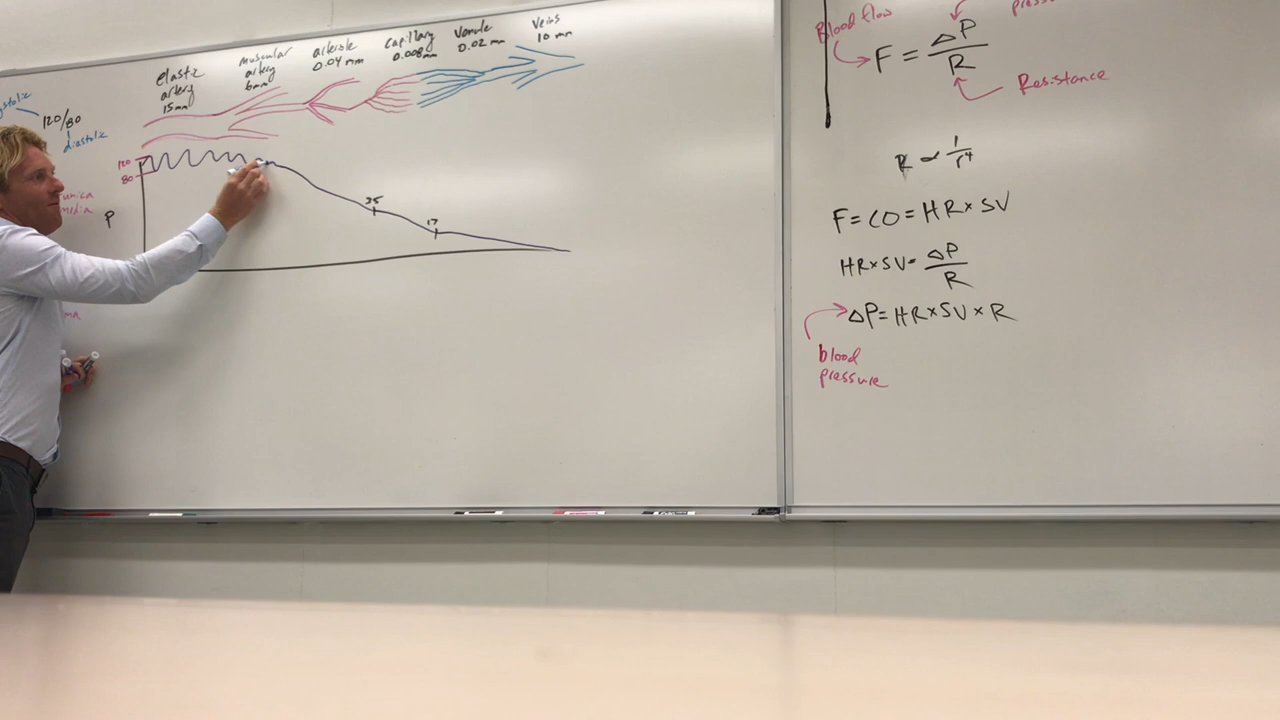 elastic
artery
15mm
muscular
artery
6mm
arteriole
0.04 mm
capillary
0.008mm
Venule
0.02 mm
Veins
10 mm
120/80
diastolic
120
80
P
35
17
Blood flow
F = ΔP/R
Resistance
R ∝ 1/r⁴
F = CO = HR × SV
HR × SV = ΔP/R
ΔP = HR × SV × R
blood
pressure